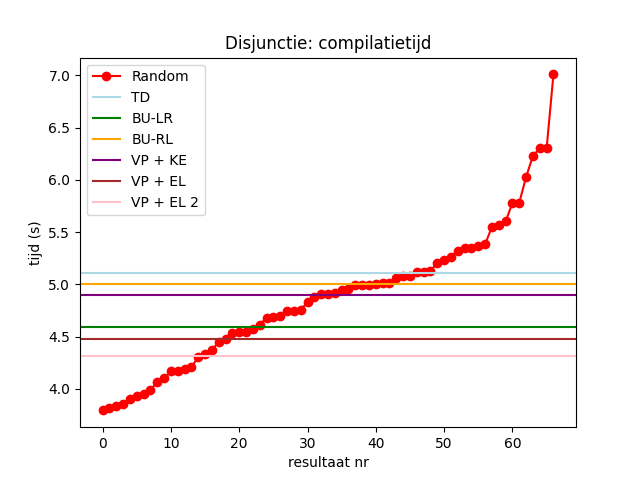 Disjunctie: compilatietijd
tijd (s)
7.0
6.5
6.0
5.5
5.0
4.5
4.0
Random
TD
BU-LR
BU-RL
VP + KE
VP + EL
VP + EL 2
0 10 20 30 40 50 60
resultaat nr